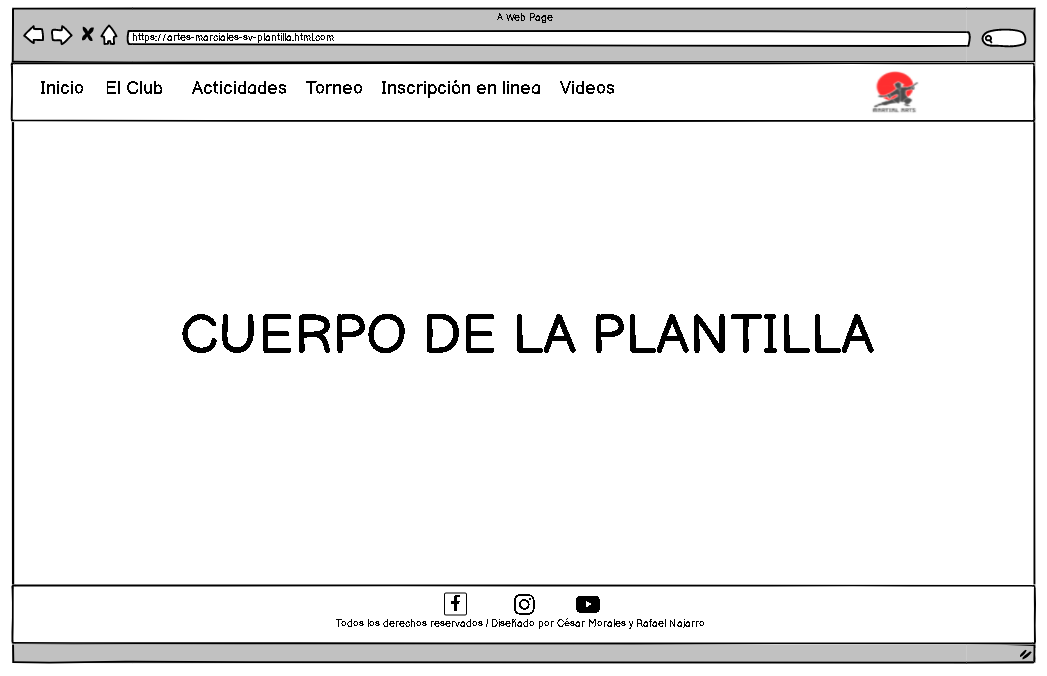 A Web Page
https://artes-marciales-sv-plantilla.html.com
Inicio El Club Acticidades Torneo Inscripción en linea Videos
MARTIAL ARTS
CUERPO DE LA PLANTILLA
Todos los derechos reservados / Diseñado por César Morales y Rafael Najarro